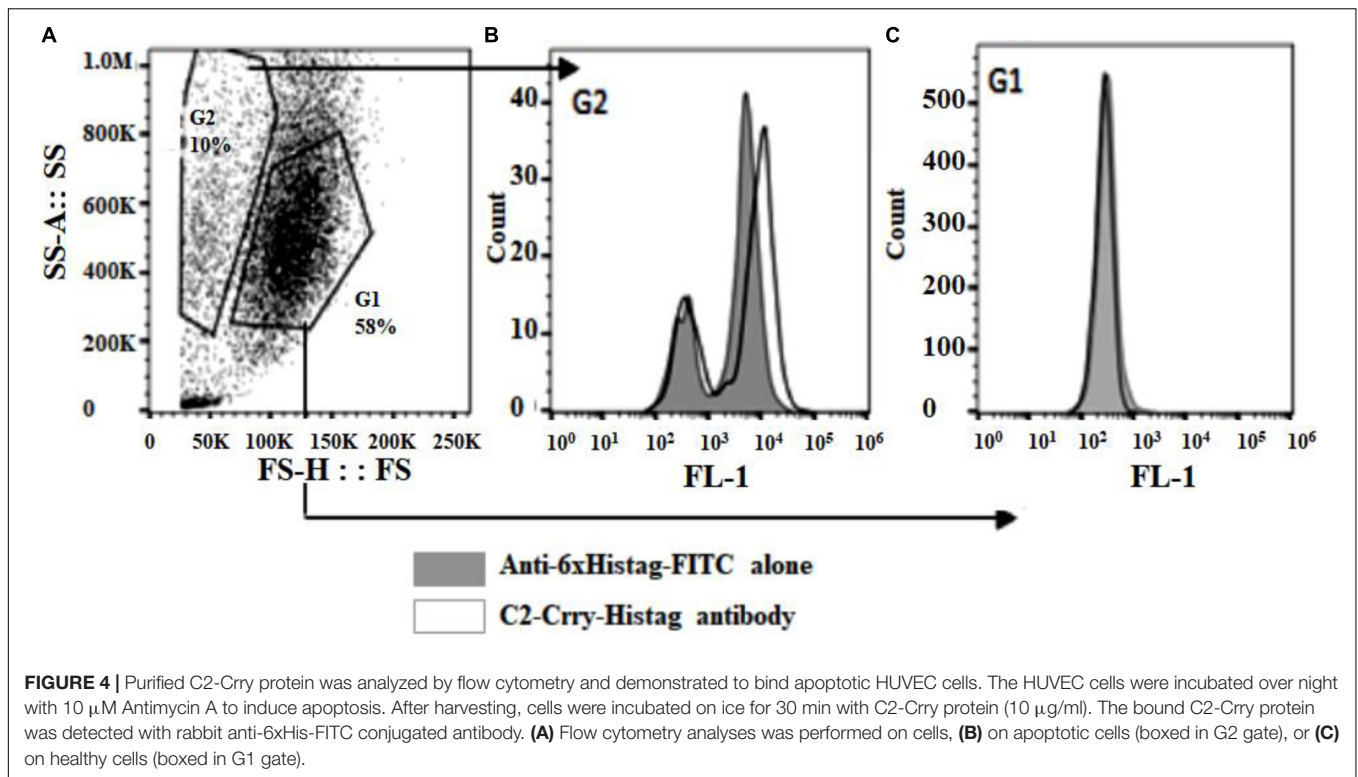 A
1.0M
800K
600K
400K
200K
0
SS-A:: SS
G2
10%
G1
58%
0 50K 100K 150K 200K 250K
FS-H : : FS
B
G2
40
30
20
10
0
Count
10^0 10^1 10^2 10^3 10^4 10^5 10^6
FL-1
C
G1
500
400
300
200
100
0
Count
10^0 10^1 10^2 10^3 10^4 10^5 10^6
FL-1
Anti-6xHistag-FITC alone
C2-Crry-Histag antibody
FIGURE 4 | Purified C2-Crry protein was analyzed by flow cytometry and demonstrated to bind apoptotic HUVEC cells. The HUVEC cells were incubated over night
with 10 μM Antimycin A to induce apoptosis. After harvesting, cells were incubated on ice for 30 min with C2-Crry protein (10 μg/ml). The bound C2-Crry protein
was detected with rabbit anti-6xHis-FITC conjugated antibody. (A) Flow cytometry analyses was performed on cells, (B) on apoptotic cells (boxed in G2 gate), or (C)
on healthy cells (boxed in G1 gate).